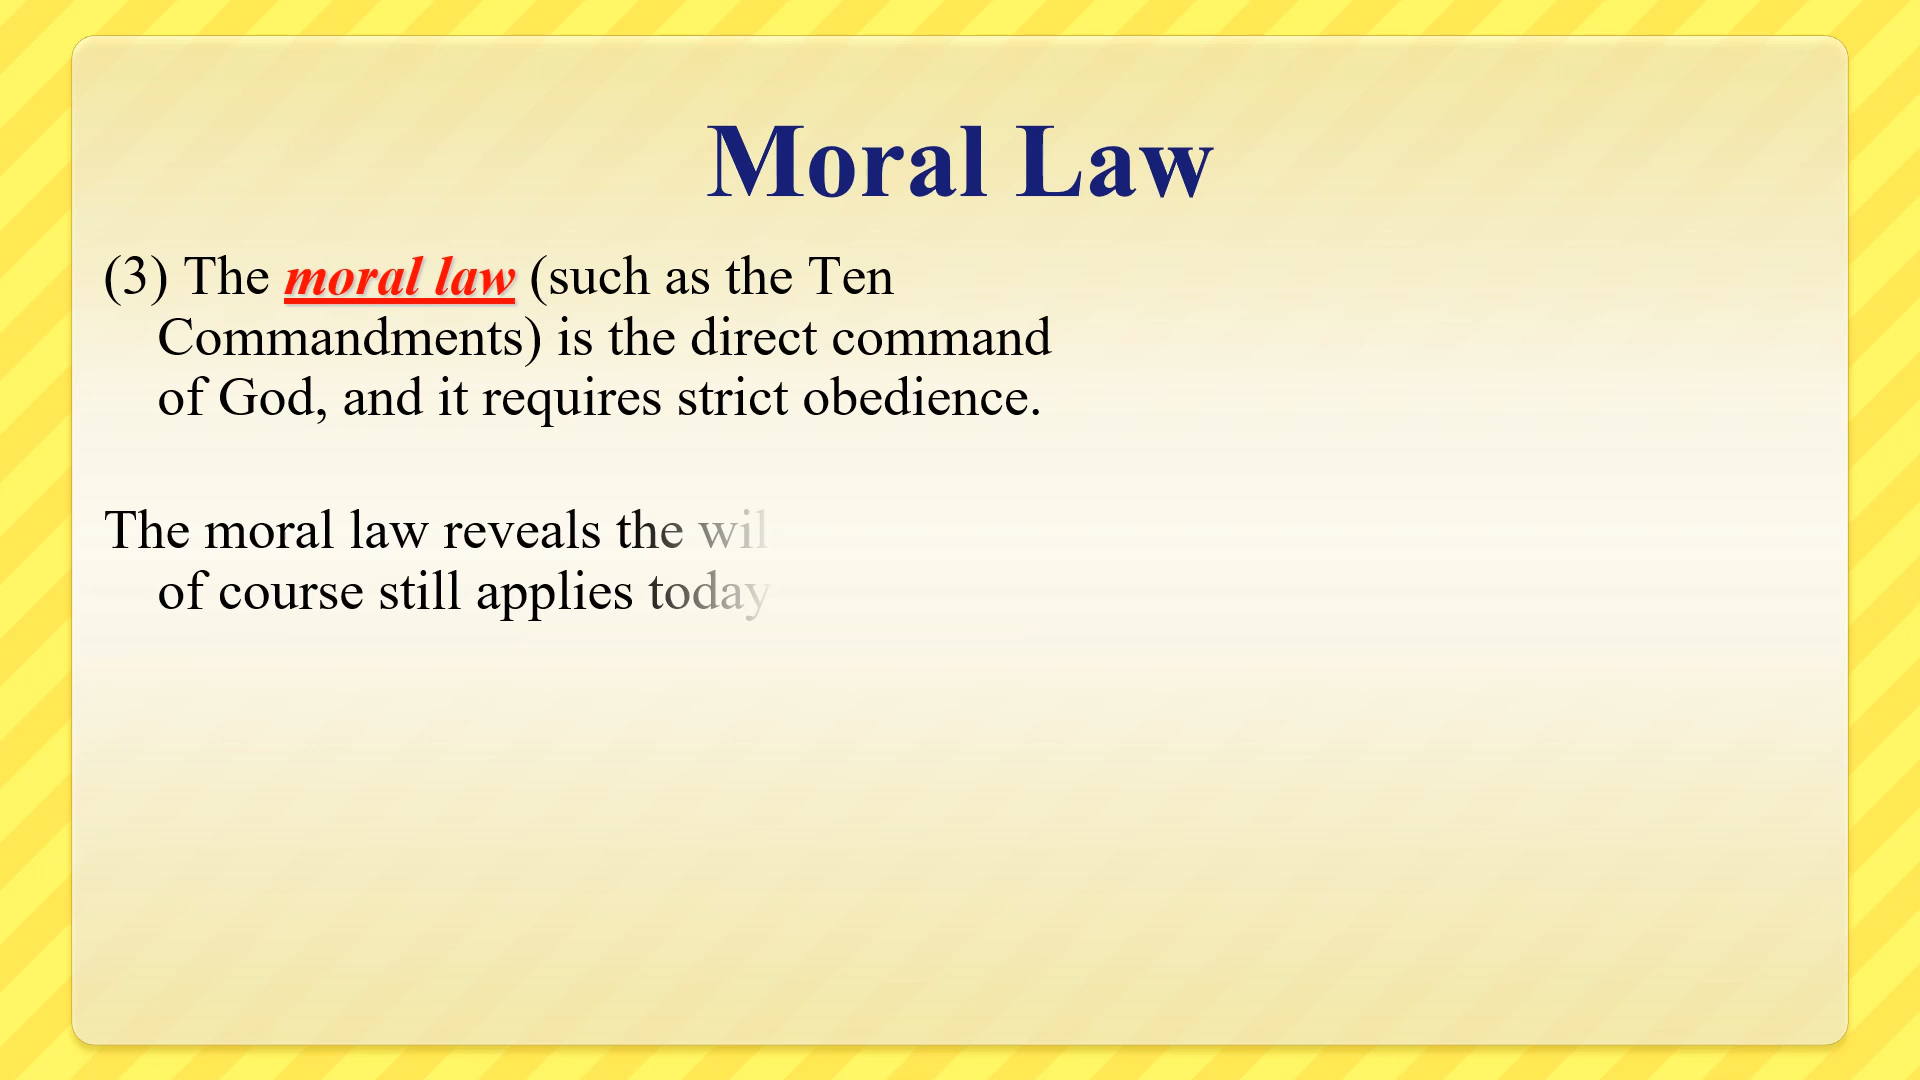 Moral Law
(3) The moral law (such as the Ten
Commandments) is the direct command
of God, and it requires strict obedience.
The moral law reveals the
of course still applies today